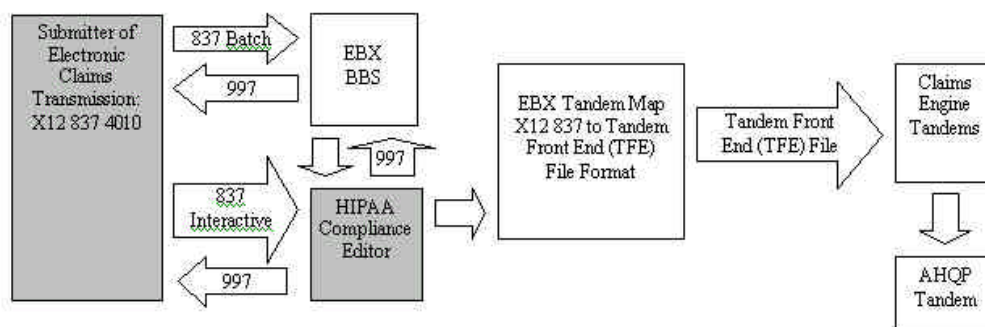 Submitter of
Electronic
Claims
Transmission:
X12 837 4010
837 Batch
997
EBX
BBS
997
837
Interactive
997
HIPAA
Compliance
Editor
EBX Tandem Map
X12 837 to Tandem
Front End (TFE)
File Format
Tandem Front
End (TFE) File
Claims
Engine
Tandems
AHQP
Tandem